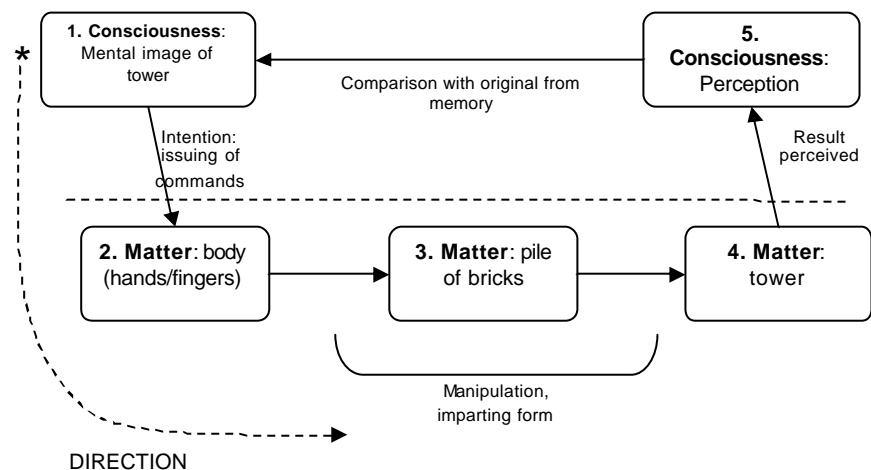 *
1. Consciousness:
Mental image of
tower
5.
Consciousness:
Perception
Comparison with original from
memory
Intention:
issuing of
commands
Result
perceived
2. Matter: body
(hands/fingers)
3. Matter: pile
of bricks
4. Matter:
tower
Manipulation,
imparting form
DIRECTION